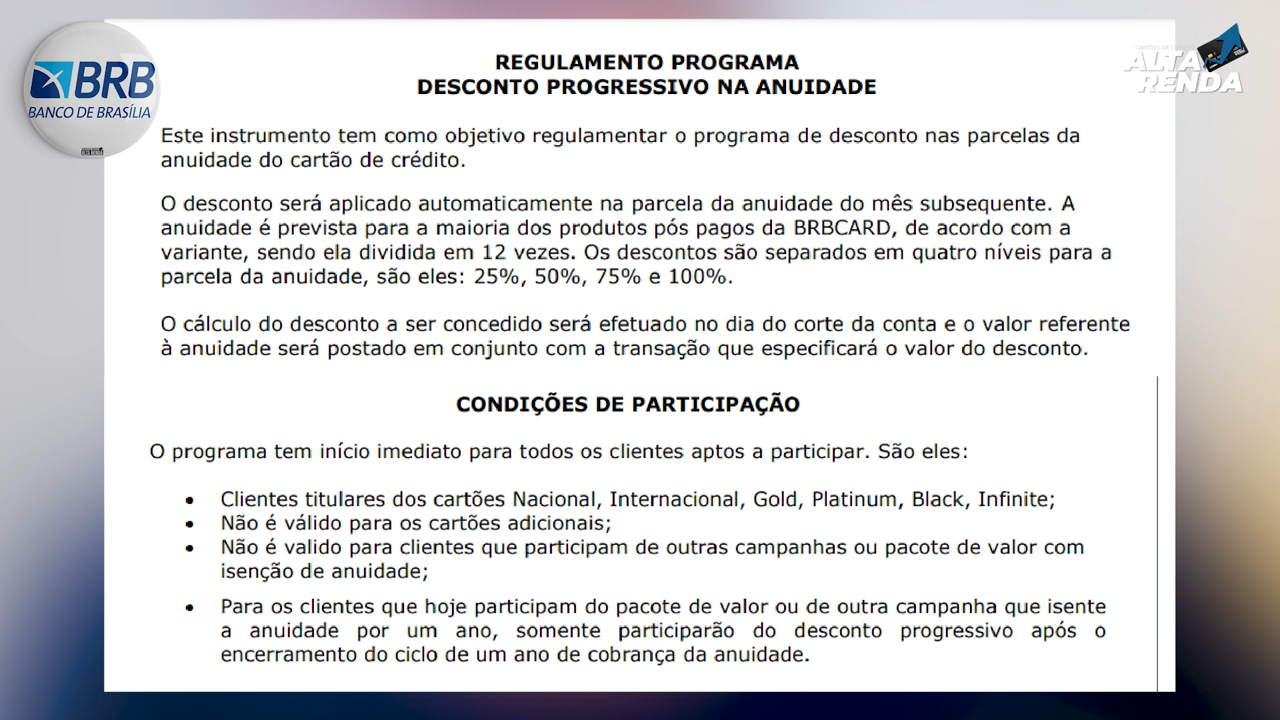 BRB
BANCO DE BRASÍLIA
ALTA
RENDA
REGULAMENTO PROGRAMA
DESCONTO PROGRESSIVO NA ANUIDADE
Este instrumento tem como objetivo regulamentar o programa de desconto nas parcelas da
anuidade do cartão de crédito.
O desconto será aplicado automaticamente na parcela da anuidade do mês subsequente. A
anuidade é prevista para a maioria dos produtos pós pagos da BRBCARD, de acordo com a
variante, sendo ela dividida em 12 vezes. Os descontos são separados em quatro níveis para a
parcela da anuidade, são eles: 25%, 50%, 75% e 100%.
O cálculo do desconto a ser concedido será efetuado no dia do corte da conta e o valor referente
à anuidade será postado em conjunto com a transação que especificará o valor do desconto.
CONDIÇÕES DE PARTICIPAÇÃO
O programa tem início imediato para todos os clientes aptos a participar. São eles:
• Clientes titulares dos cartões Nacional, Internacional, Gold, Platinum, Black, Infinite;
• Não é válido para os cartões adicionais;
• Não é valido para clientes que participam de outras campanhas ou pacote de valor com
isenção de anuidade;
• Para os clientes que hoje participam do pacote de valor ou de outra campanha que isente
a anuidade por um ano, somente participarão do desconto progressivo após o
encerramento do ciclo de um ano de cobrança da anuidade.